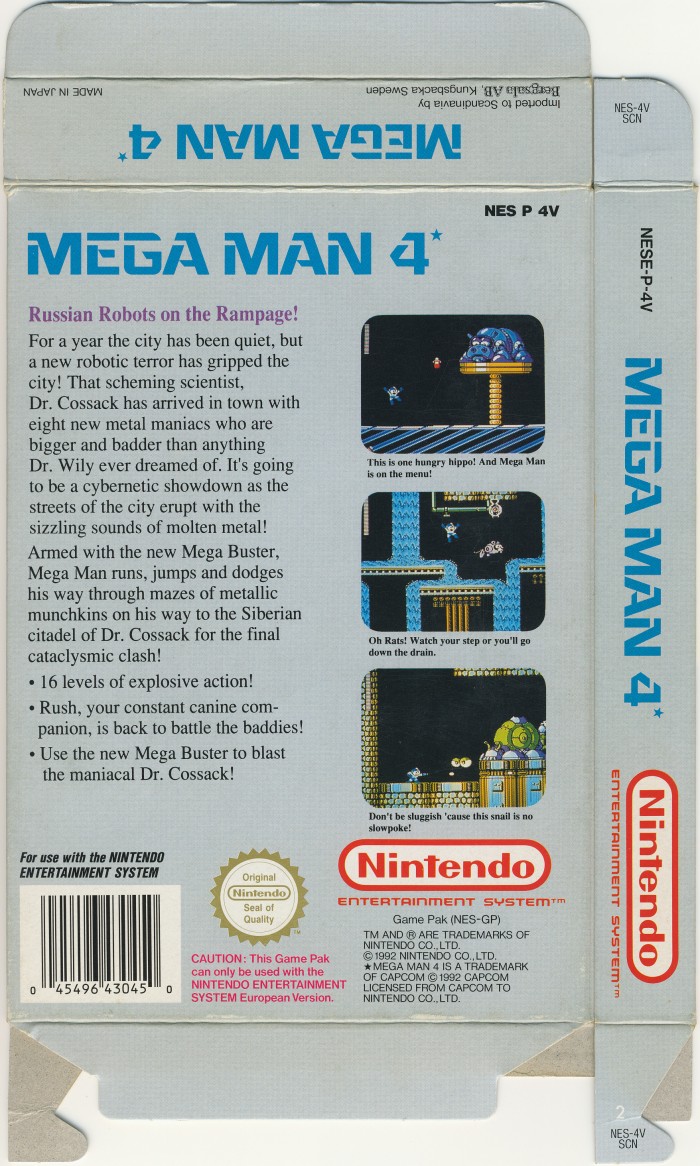 MADE IN JAPAN
Imported to Scandinavia by
Bergsala AB, Kungsbacka Sweden
MEGA MAN 4*
NES-4V
SCN
NES P 4V
MEGA MAN 4*
Russian Robots on the Rampage!
For a year the city has been quiet, but
a new robotic terror has gripped the
city! That scheming scientist,
Dr. Cossack has arrived in town with
eight new metal maniacs who are
bigger and badder than anything
Dr. Wily ever dreamed of. It's going
to be a cybernetic showdown as the
streets of the city erupt with the
sizzling sounds of molten metal!
Armed with the new Mega Buster,
Mega Man runs, jumps and dodges
his way through mazes of metallic
munchkins on his way to the Siberian
citadel of Dr. Cossack for the final
cataclysmic clash!
• 16 levels of explosive action!
• Rush, your constant canine com-
panion, is back to battle the baddies!
• Use the new Mega Buster to blast
the maniacal Dr. Cossack!
This is one hungry hippo! And Mega Man
is on the menu!
Oh Rats! Watch your step or you'll go
down the drain.
Don't be sluggish 'cause this snail is no
slowpoke!
For use with the NINTENDO
ENTERTAINMENT SYSTEM
0 45496 43045 0
Original
Nintendo
Seal of
Quality
TM
CAUTION: This Game Pak
can only be used with the
NINTENDO ENTERTAINMENT
SYSTEM European Version.
Nintendo®
ENTERTAINMENT SYSTEM™
Game Pak (NES-GP)
TM AND ® ARE TRADEMARKS OF
NINTENDO CO., LTD.
© 1992 NINTENDO CO., LTD.
★MEGA MAN 4 IS A TRADEMARK
OF CAPCOM © 1992 CAPCOM
LICENSED FROM CAPCOM TO
NINTENDO CO., LTD.
NESE-P-4V
MEGA MAN 4*
Nintendo®
ENTERTAINMENT SYSTEM™
2
NES-4V
SCN